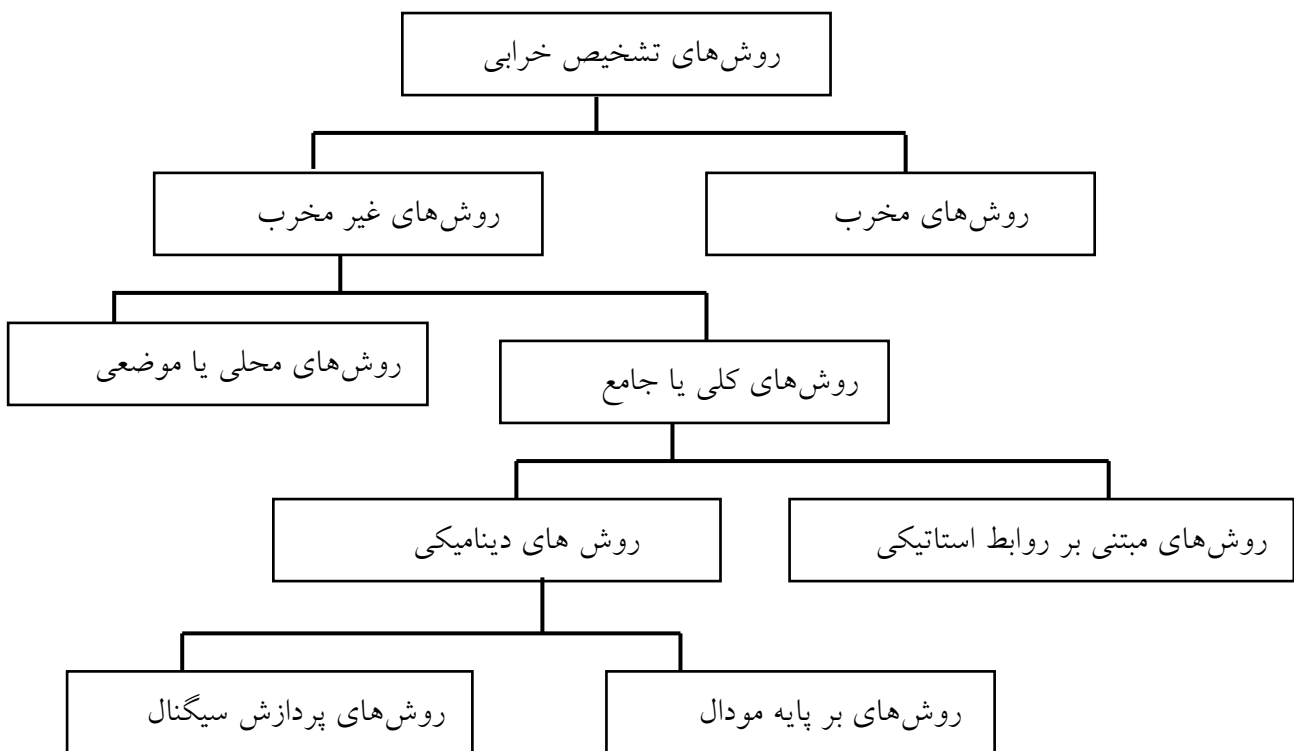 روش‌های تشخیص خرابی
روش‌های مخرب
روش‌های غیر مخرب
روش‌های کلی یا جامع
روش‌های محلی یا موضعی
روش‌های مبتنی بر روابط استاتیکی
روش های دینامیکی
روش‌های بر پایه مودال
روش‌های پردازش سیگنال